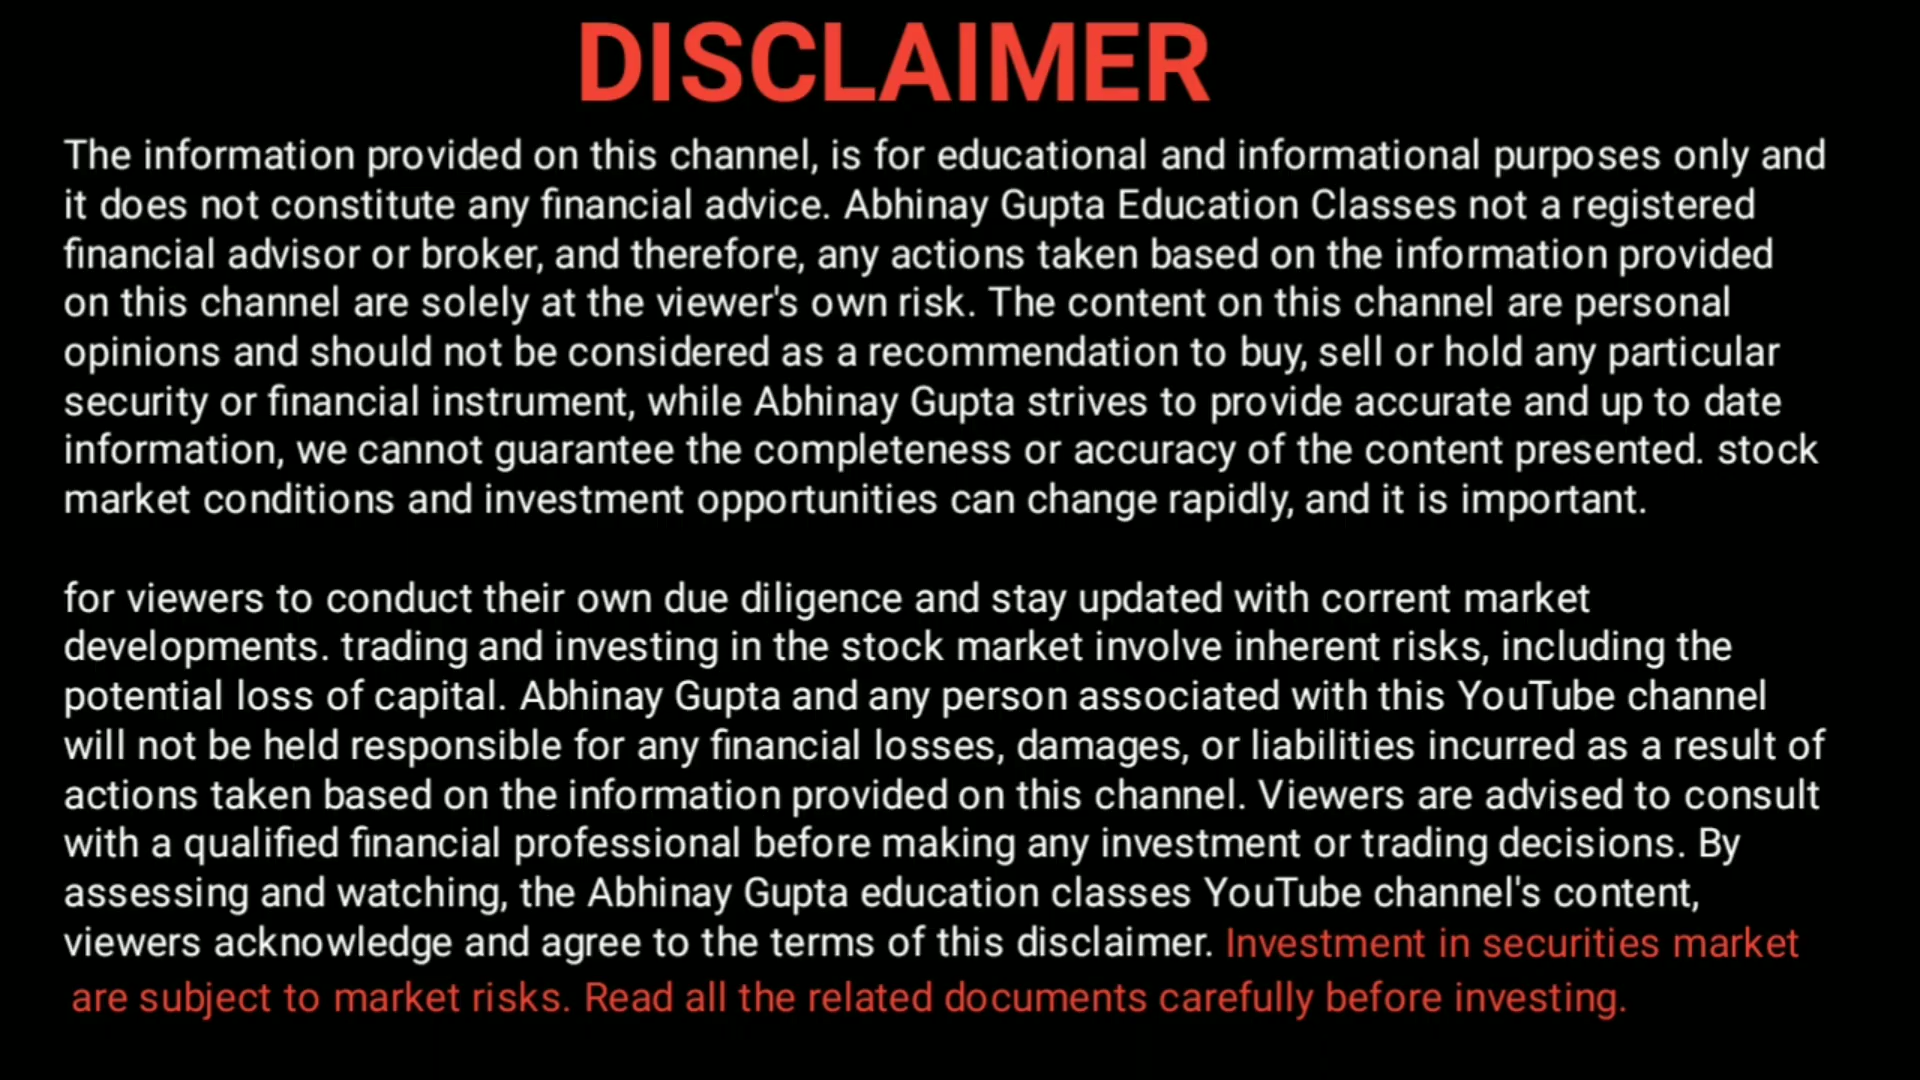 DISCLAIMER
The information provided on this channel, is for educational and informational purposes only and
it does not constitute any financial advice. Abhinay Gupta Education Classes not a registered
financial advisor or broker, and therefore, any actions taken based on the information provided
on this channel are solely at the viewer's own risk. The content on this channel are personal
opinions and should not be considered as a recommendation to buy, sell or hold any particular
security or financial instrument, while Abhinay Gupta strives to provide accurate and up to date
information, we cannot guarantee the completeness or accuracy of the content presented. stock
market conditions and investment opportunities can change rapidly, and it is important.
for viewers to conduct their own due diligence and stay updated with corrent market
developments. trading and investing in the stock market involve inherent risks, including the
potential loss of capital. Abhinay Gupta and any person associated with this YouTube channel
will not be held responsible for any financial losses, damages, or liabilities incurred as a result of
actions taken based on the information provided on this channel. Viewers are advised to consult
with a qualified financial professional before making any investment or trading decisions. By
assessing and watching, the Abhinay Gupta education classes YouTube channel's content,
viewers acknowledge and agree to the terms of this disclaimer. Investment in securities market
are subject to market risks. Read all the related documents carefully before investing.